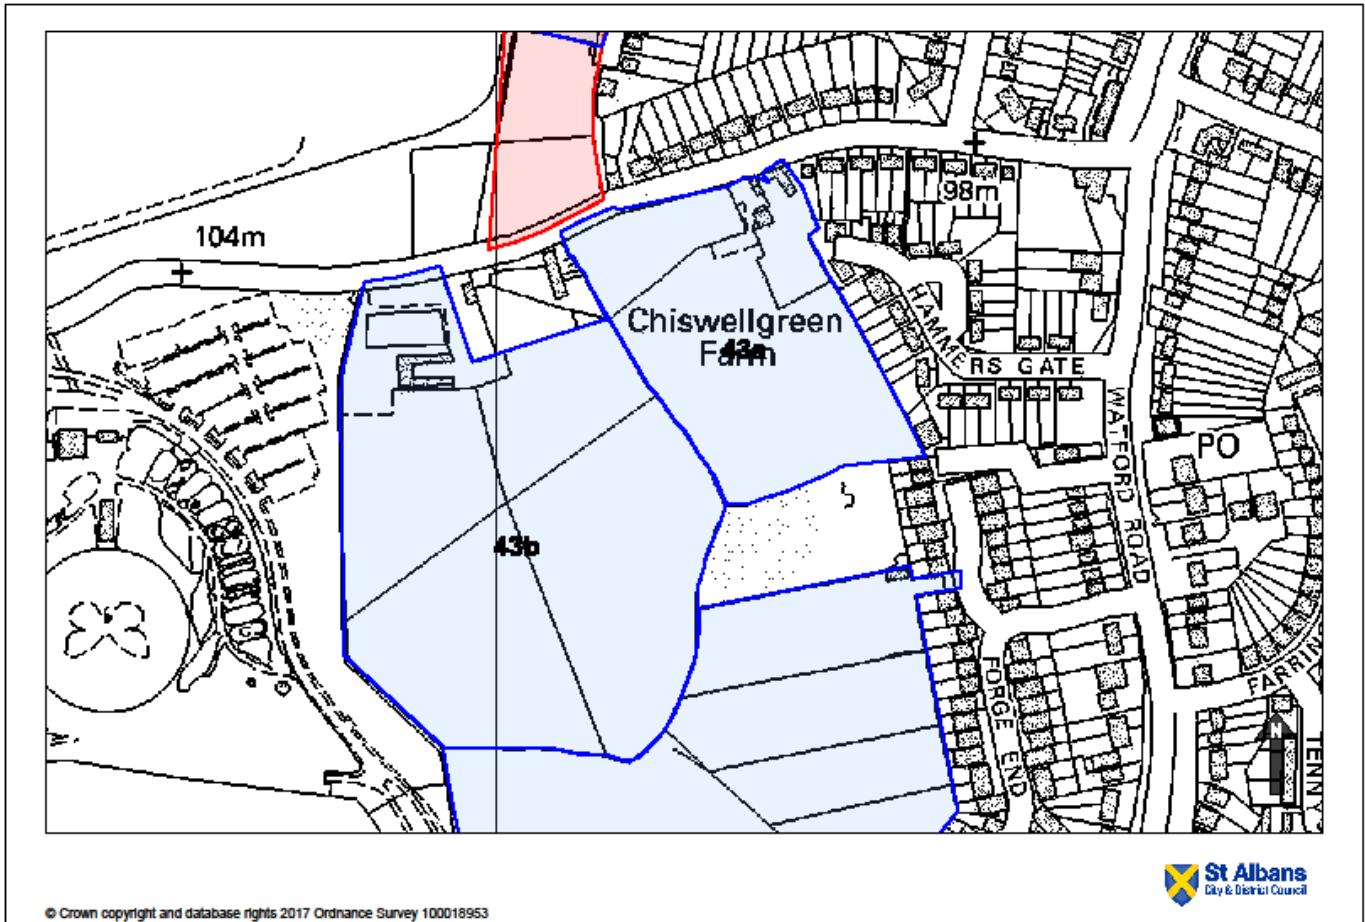 104m
98m
Chiswellgreen
Farm
43a
HAMMERS GATE
WATFORD ROAD
PO
43b
FORGE END
FARRIN
TENNY
N
St Albans
City & District Council
© Crown copyright and database rights 2017 Ordnance Survey 100018953